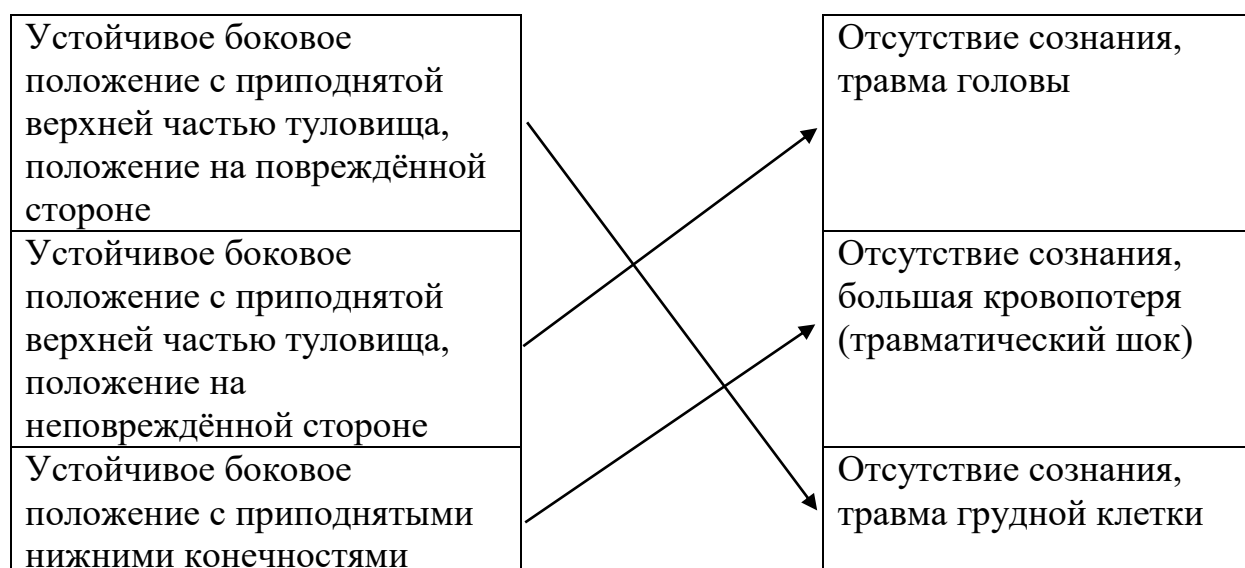 Устойчивое боковое
положение с приподнятой
верхней частью туловища,
положение на повреждённой
стороне
Отсутствие сознания,
травма головы
Устойчивое боковое
положение с приподнятой
верхней частью туловища,
положение на
неповреждённой стороне
Отсутствие сознания,
большая кровопотеря
(травматический шок)
Устойчивое боковое
положение с приподнятыми
нижними конечностями
Отсутствие сознания,
травма грудной клетки